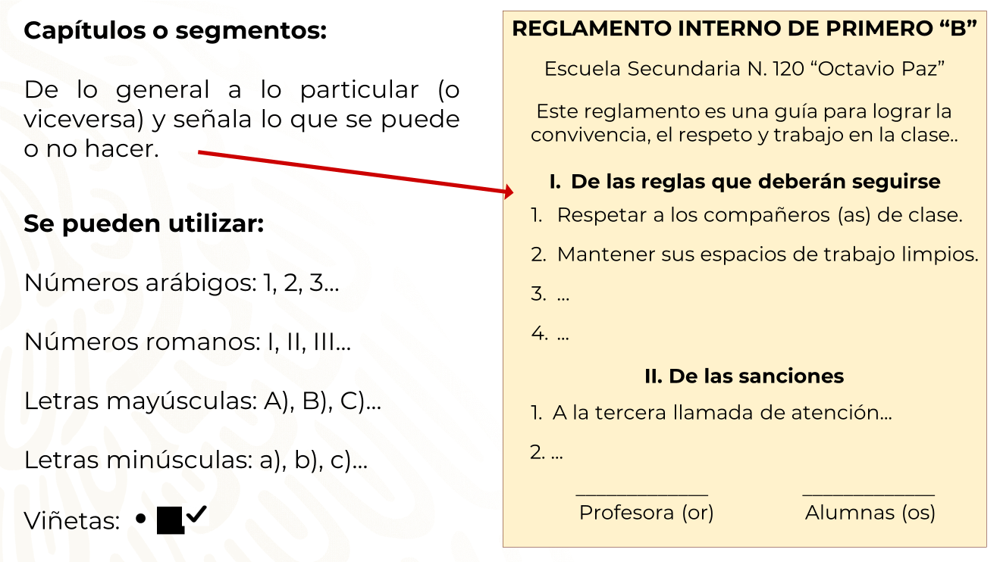 Capítulos o segmentos:
De lo general a lo particular (o
viceversa) y señala lo que se puede
o no hacer.
Se pueden utilizar:
Números arábigos: 1, 2, 3...
Números romanos: I, II, III...
Letras mayúsculas: A), B), C)...
Letras minúsculas: a), b), c)...
Viñetas: • ■ ✓
REGLAMENTO INTERNO DE PRIMERO “B”
Escuela Secundaria N. 120 “Octavio Paz”
Este reglamento es una guía para lograr la
convivencia, el respeto y trabajo en la clase..
I. De las reglas que deberán seguirse
1. Respetar a los compañeros (as) de clase.
2. Mantener sus espacios de trabajo limpios.
3. ...
4. ...
II. De las sanciones
1. A la tercera llamada de atención...
2. ...
_____________ _____________
Profesora (or) Alumnas (os)